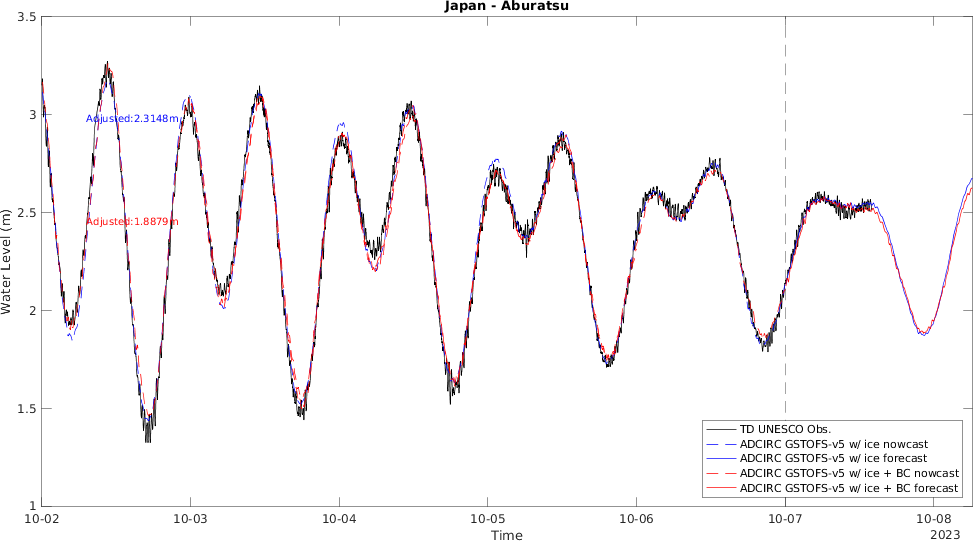 Japan - Aburatsu
3.5
3
2.5
2
1.5
1
Water Level (m)
Adjusted:2.3148m
Adjusted:1.8879m
TD UNESCO Obs.
ADCIRC GSTOFS-v5 w/ ice nowcast
ADCIRC GSTOFS-v5 w/ ice forecast
ADCIRC GSTOFS-v5 w/ ice + BC nowcast
ADCIRC GSTOFS-v5 w/ ice + BC forecast
10-02 10-03 10-04 10-05 10-06 10-07 10-08
Time
2023